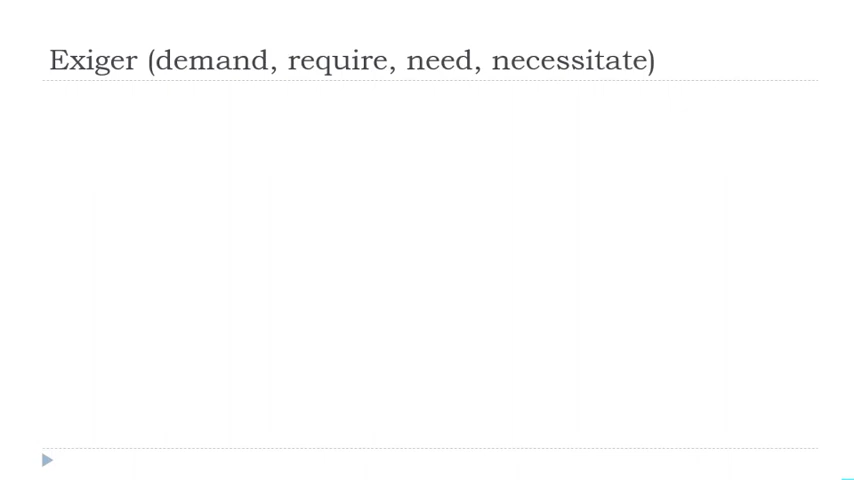 Exiger (demand, require, need, necessitate)